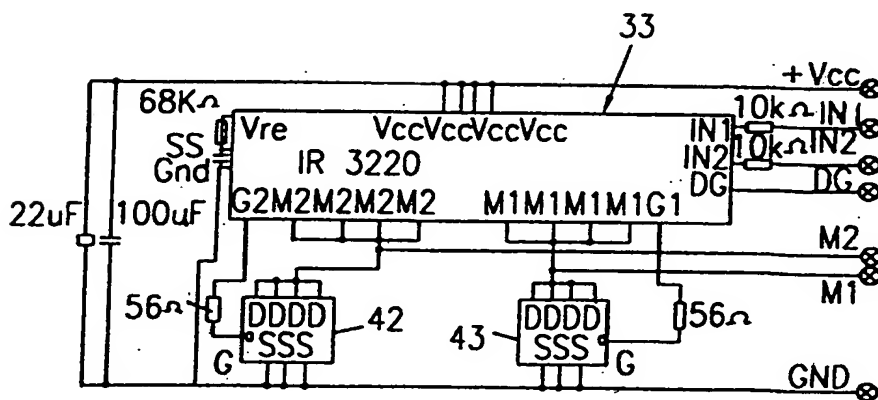 33
+Vcc
68KΩ
Vre
VccVccVccVcc
IN1
10kΩ
IN1
SS
IR 3220
IN2
10kΩ
IN2
Gnd
DG
DG
22uF
100uF
G2M2M2M2M2
M1M1M1M1G1
M2
M1
56Ω
DDDD
42
43
DDDD
56Ω
SSS
SSS
G
G
GND